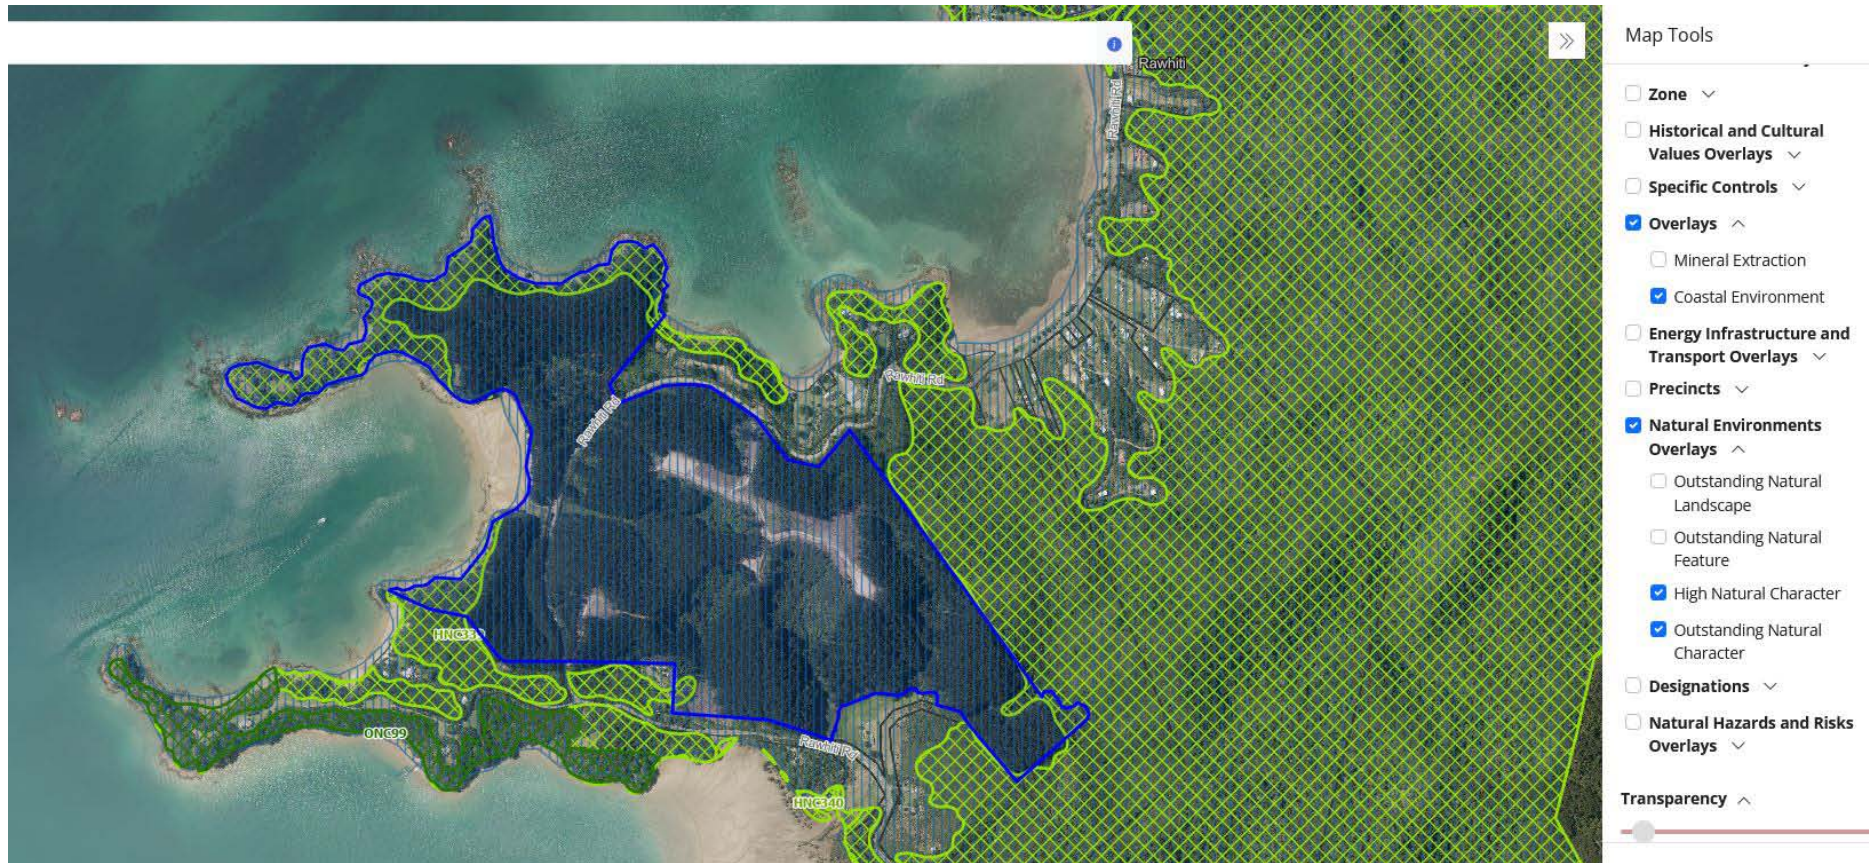 Map Tools
Rawhiti
Rawhiti Rd
Zone
Historical and Cultural
Values Overlays
Specific Controls
Overlays
Mineral Extraction
Coastal Environment
Energy Infrastructure and
Transport Overlays
Precincts
Natural Environments
Overlays
Outstanding Natural
Landscape
Outstanding Natural
Feature
High Natural Character
Outstanding Natural
Character
Designations
Natural Hazards and Risks
Overlays
Transparency
Rawhiti Rd
Rawhiti Rd
ONC99
Rawhiti Rd
HNC340